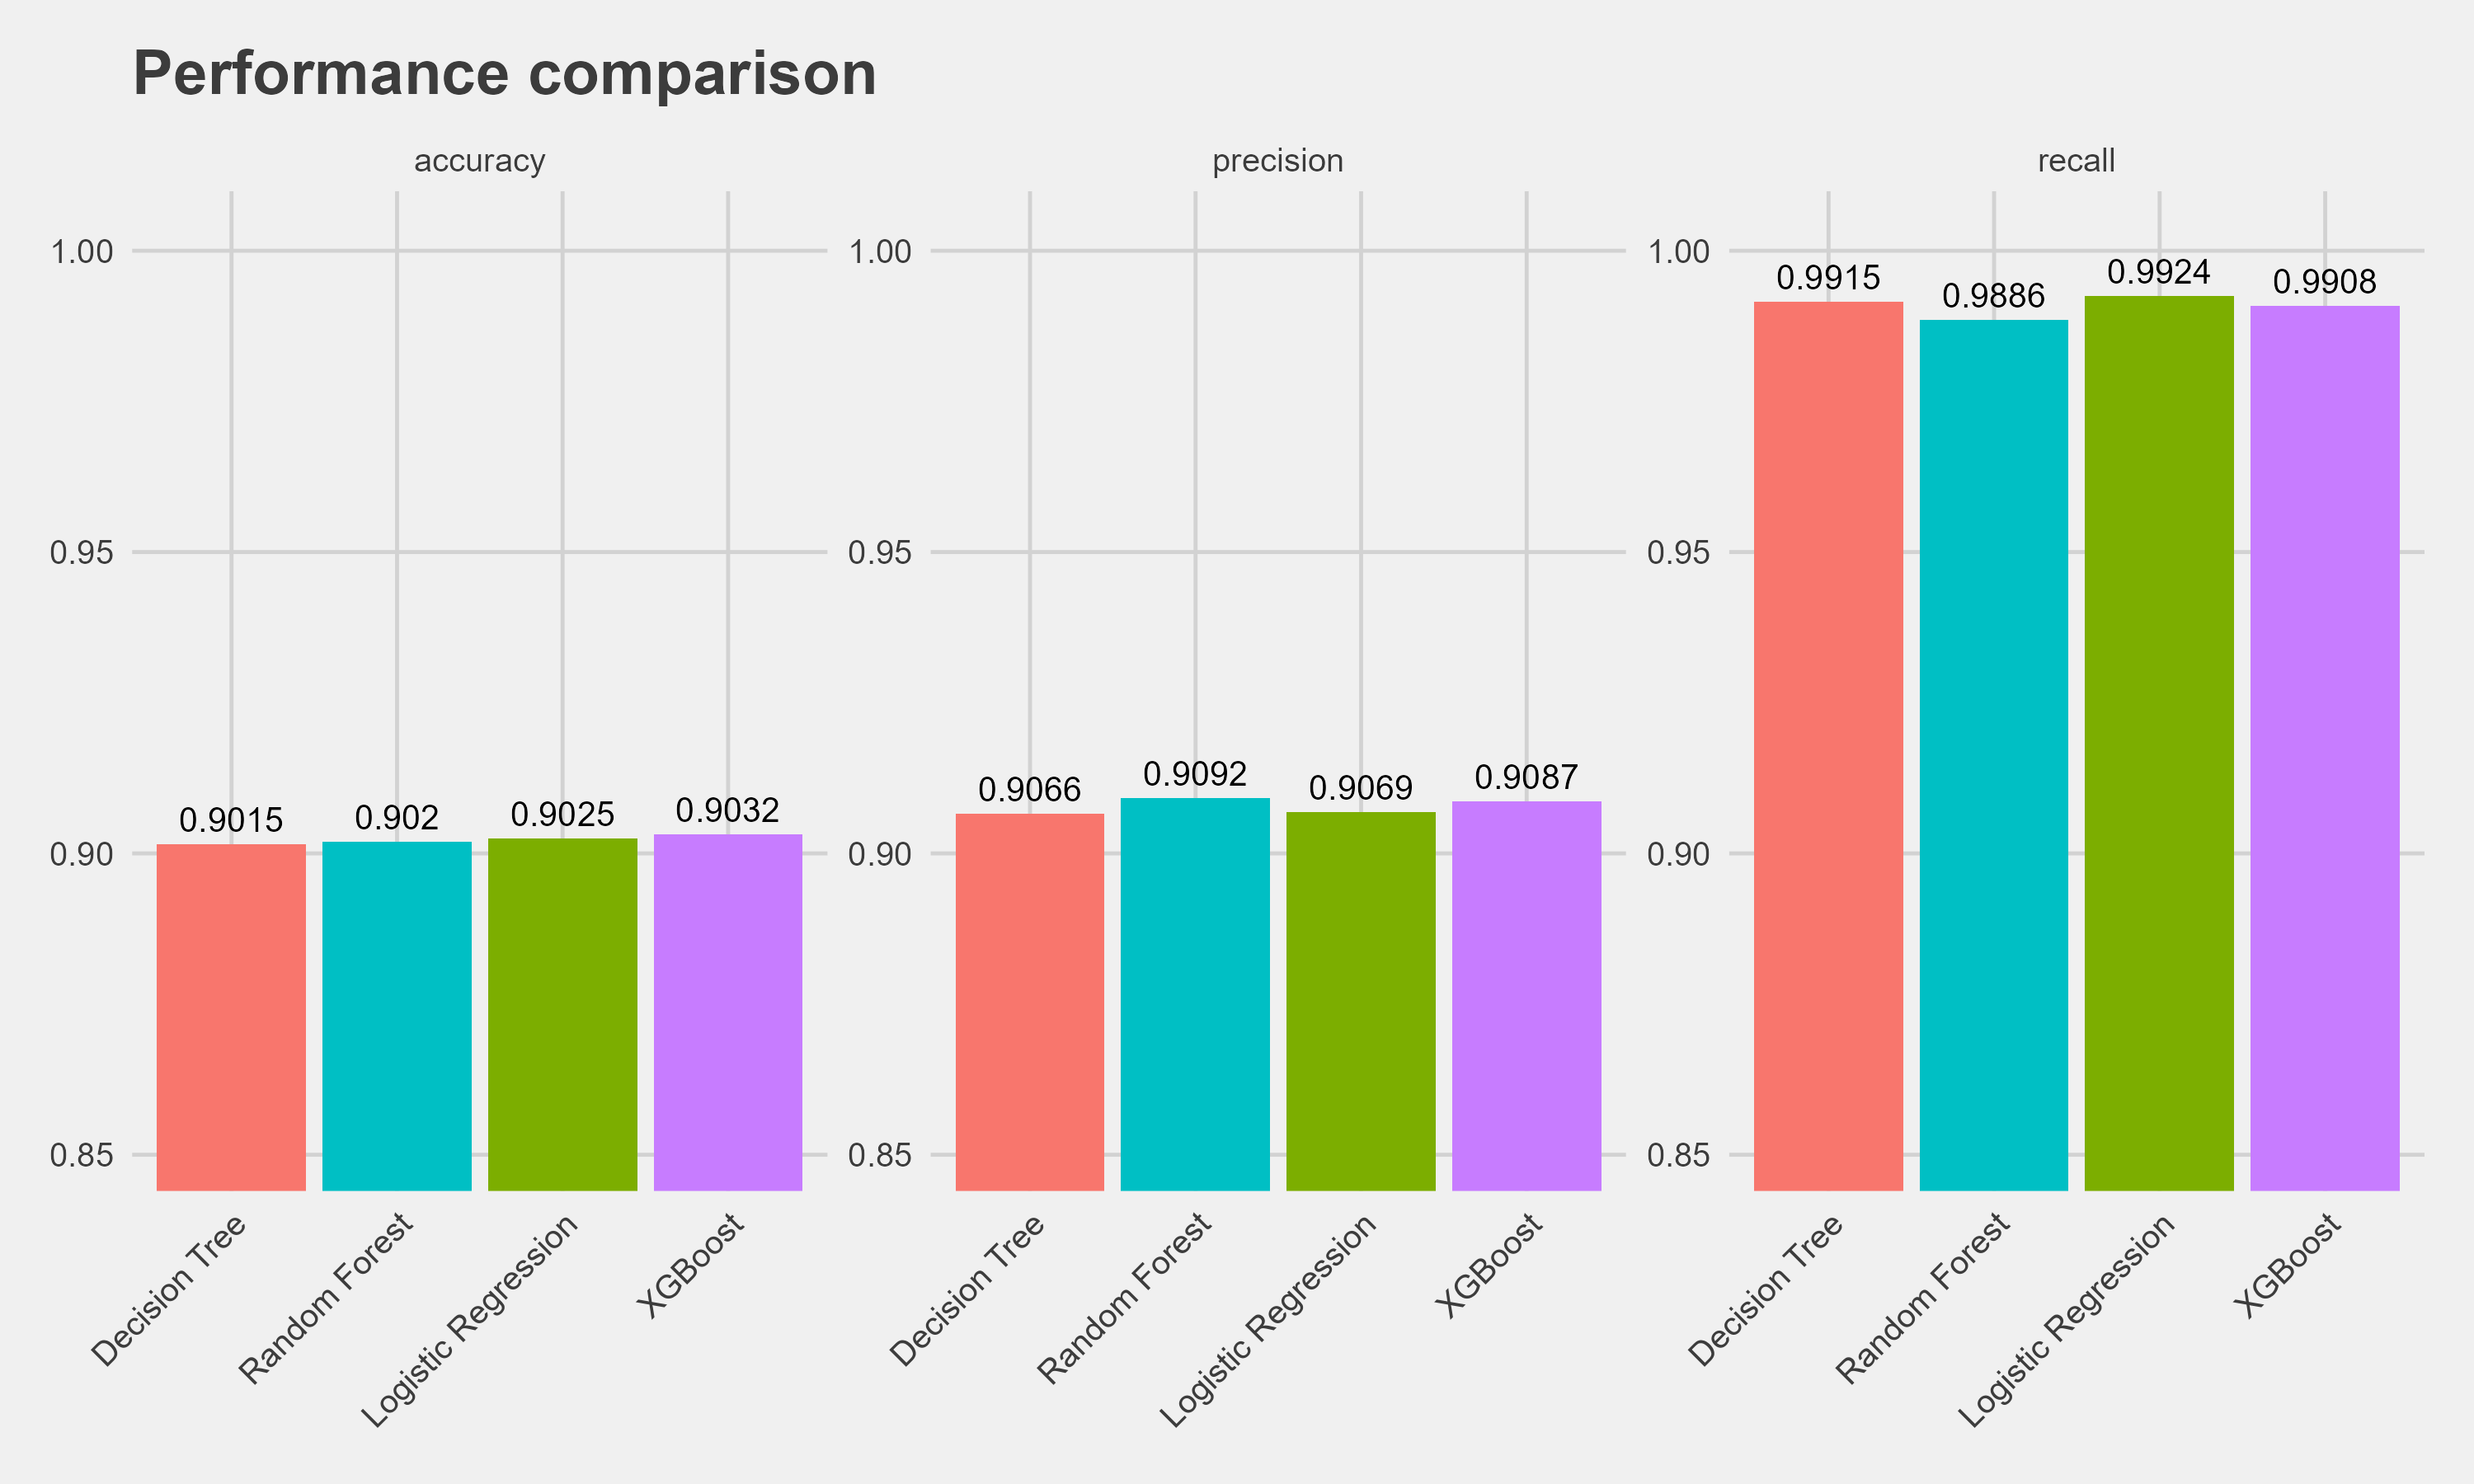 Performance comparison
accuracy
precision
recall
1.00
0.95
0.90
0.85
0.9015
0.902
0.9025
0.9032
Decision Tree
Random Forest
Logistic Regression
XGBoost
1.00
0.95
0.90
0.85
0.9066
0.9092
0.9069
0.9087
Decision Tree
Random Forest
Logistic Regression
XGBoost
1.00
0.95
0.90
0.85
0.9915
0.9886
0.9924
0.9908
Decision Tree
Random Forest
Logistic Regression
XGBoost